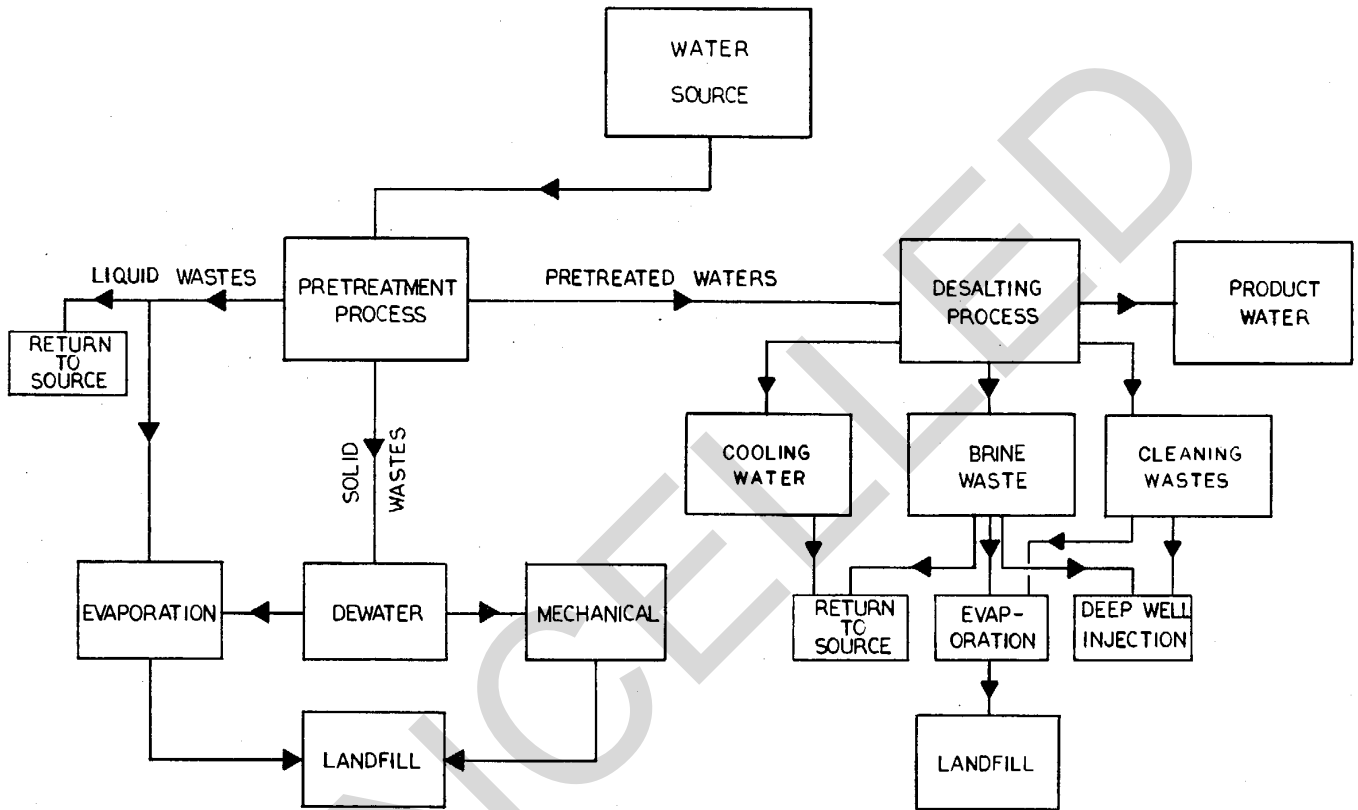 WATER
SOURCE
LIQUID WASTES
PRETREATMENT
PROCESS
PRETREATED WATERS
DESALTING
PROCESS
PRODUCT
WATER
RETURN
TO
SOURCE
SOLID
WASTES
COOLING
WATER
BRINE
WASTE
CLEANING
WASTES
EVAPORATION
DEWATER
MECHANICAL
RETURN
TO
SOURCE
EVAP-
ORATION
DEEP WELL
INJECTION
LANDFILL
LANDFILL
CANCELLED